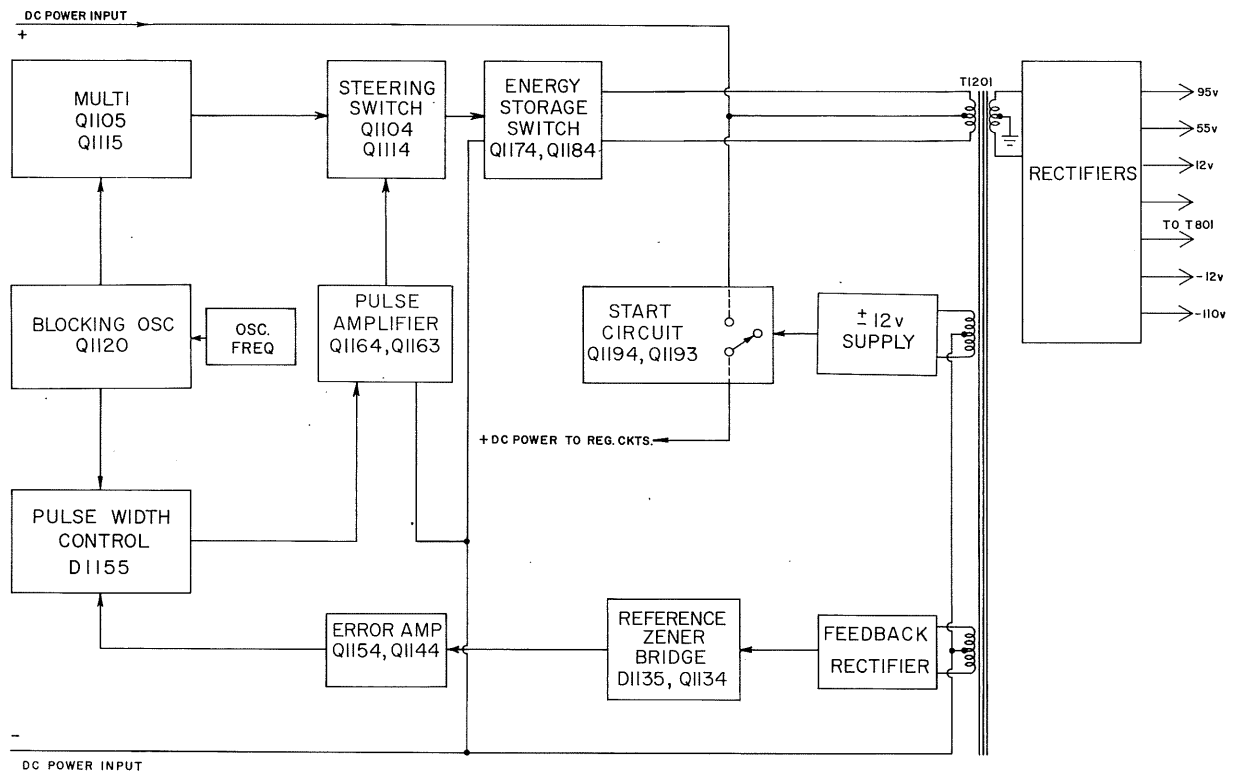 DC POWER INPUT
+
MULTI
Q1105
Q1115
STEERING
SWITCH
Q1104
Q1114
ENERGY
STORAGE
SWITCH
Q1174, Q1184
T1201
RECTIFIERS
95v
55v
12v
TO T801
-12v
-110v
BLOCKING OSC
Q1120
OSC.
FREQ
PULSE
AMPLIFIER
Q1164, Q1163
START
CIRCUIT
Q1194, Q1193
± 12v
SUPPLY
+ DC POWER TO REG. CKTS.
PULSE WIDTH
CONTROL
D1155
ERROR AMP
Q1154, Q1144
REFERENCE
ZENER
BRIDGE
D1135, Q1134
FEEDBACK
RECTIFIER
-
DC POWER INPUT